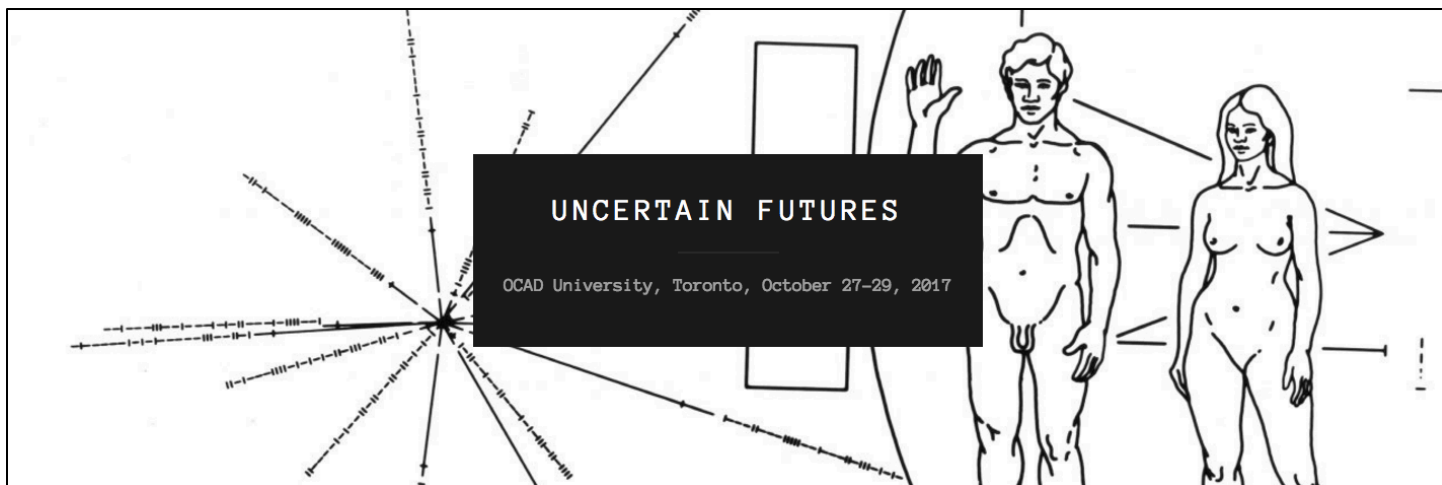 UNCERTAIN FUTURES
OCAD University, Toronto, October 27-29, 2017